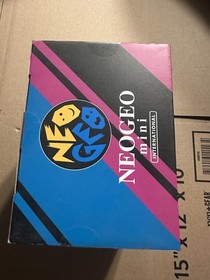 NEO
GEO
NEOGEO
mini
INTERNATIONAL
15" x 12" x 10"